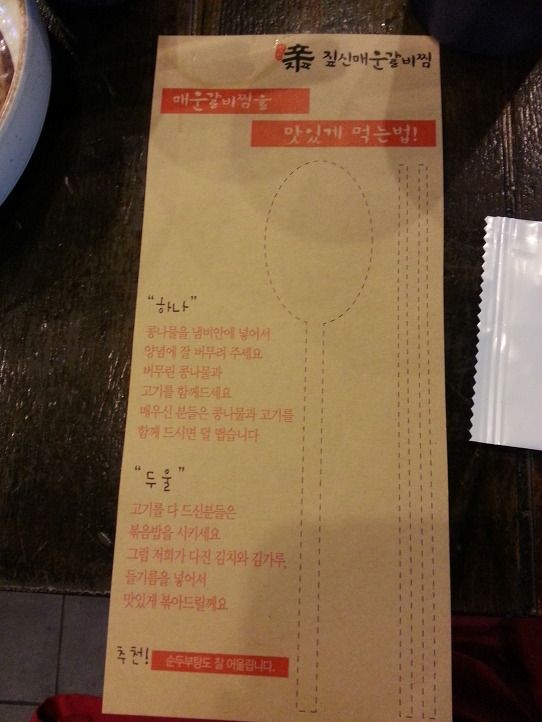 辛 짚신매운갈비찜
매운갈비찜을
맛있게 먹는법!
"하나"
콩나물을 냄비안에 넣어서
양념에 잘 버무려 주세요
버무린 콩나물과
고기를 함께드세요
매우신 분들은 콩나물과 고기를
함께 드시면 덜 맵습니다
"두울"
고기를 다 드신분들은
볶음밥을 시키세요
그럼 저희가 다진 김치와 김가루,
들기름을 넣어서
맛있게 볶아드릴께요
추천! 순두부탕도 잘 어울립니다.